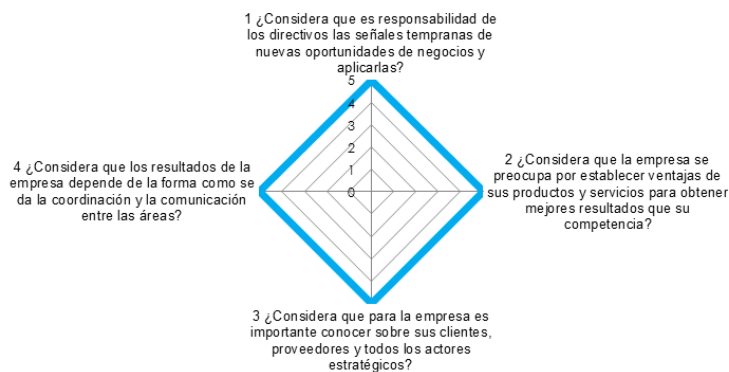 1 ¿Considera que es responsabilidad de
los directivos las señales tempranas de
nuevas oportunidades de negocios y
aplicarlas?
5
4
3
2
1
0
4 ¿Considera que los resultados de la
empresa depende de la forma como se
da la coordinación y la comunicación
entre las áreas?
2 ¿Considera que la empresa se
preocupa por establecer ventajas de
sus productos y servicios para obtener
mejores resultados que su
competencia?
3 ¿Considera que para la empresa es
importante conocer sobre sus clientes,
proveedores y todos los actores
estratégicos?